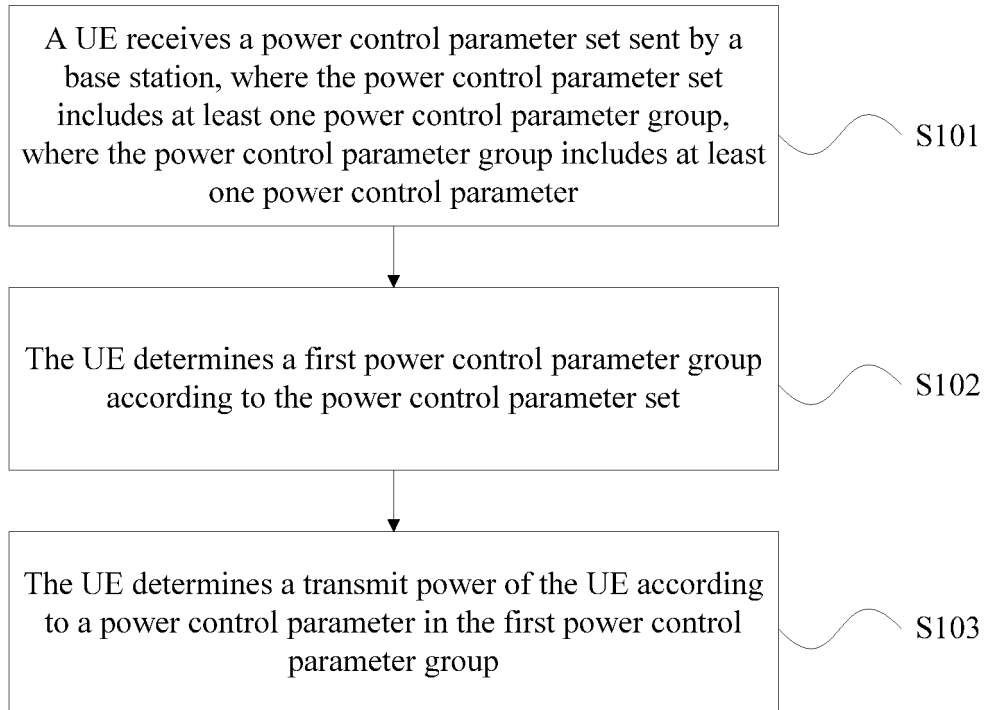 A UE receives a power control parameter set sent by a
base station, where the power control parameter set
includes at least one power control parameter group,
where the power control parameter group includes at least
one power control parameter
S101
The UE determines a first power control parameter group
according to the power control parameter set
S102
The UE determines a transmit power of the UE according
to a power control parameter in the first power control
parameter group
S103